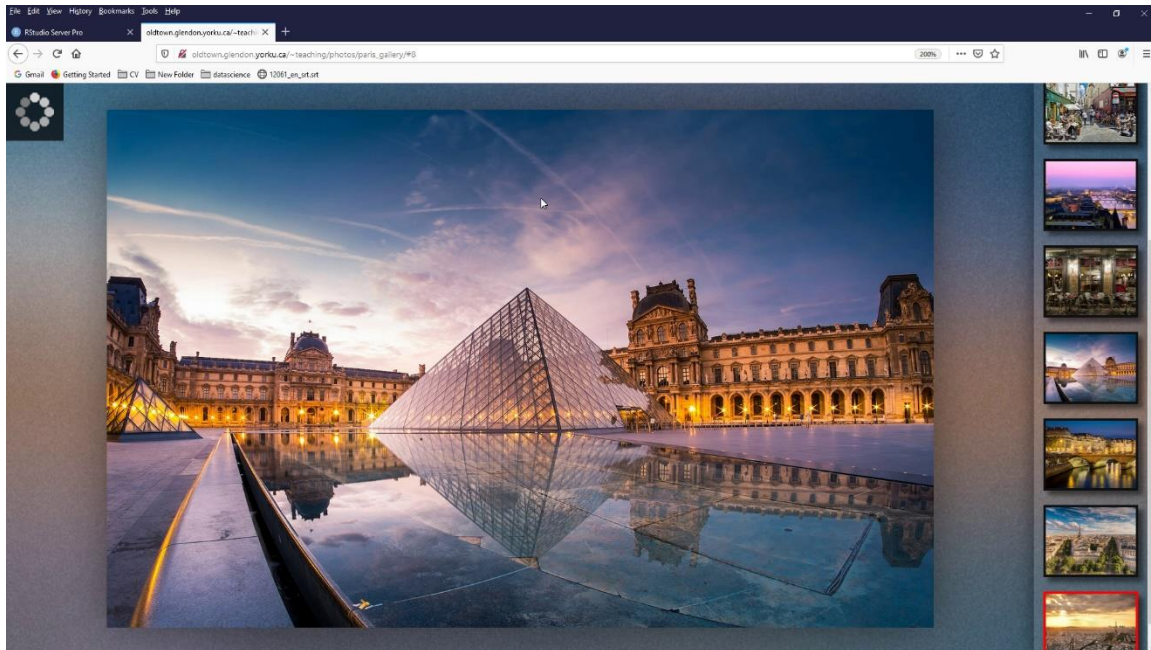 File Edit View History Bookmarks Tools Help
RStudio Server Pro
oldtown.glendon.yorku.ca/~teachi
oldtown.glendon.yorku.ca/~teaching/photos/paris_gallery/#8
200%
Gmail Getting Started CV New Folder datascience 12061_en_srt.srt